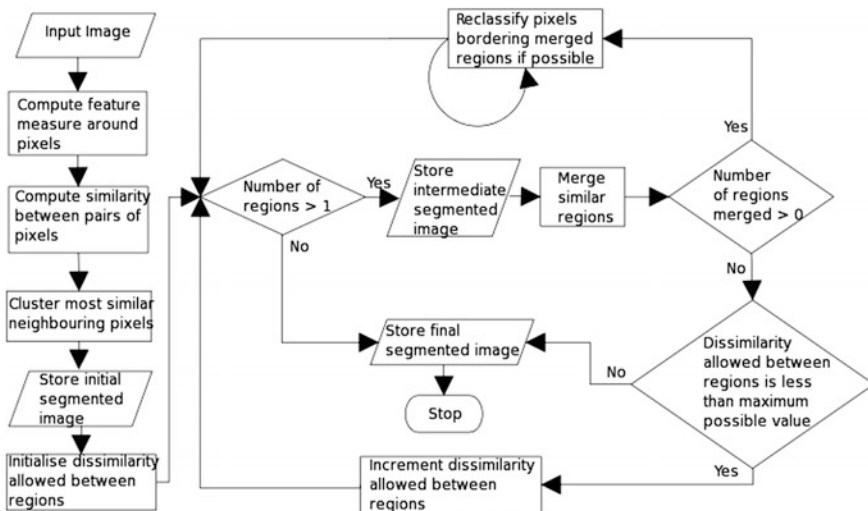 Input Image
Compute feature
measure around
pixels
Compute similarity
between pairs of
pixels
Cluster most similar
neighbouring pixels
Store initial
segmented
image
Initialise dissimilarity
allowed between
regions
Number of
regions > 1
Yes
No
Store
intermediate
segmented
image
Merge
similar
regions
Number
of regions
merged > 0
Yes
Reclassify pixels
bordering merged
regions if possible
No
Dissimilarity
allowed between
regions is less
than maximum
possible value
No
Store final
segmented image
Stop
Yes
Increment dissimilarity
allowed between
regions